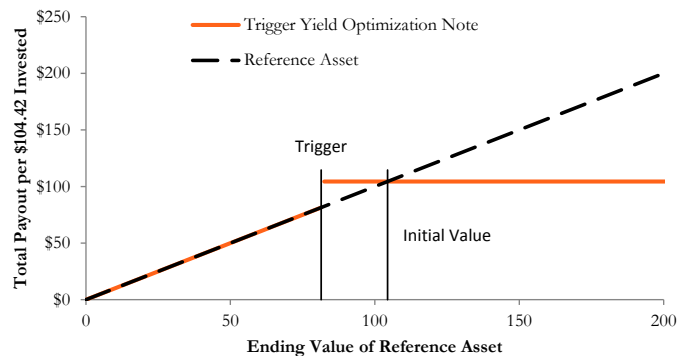 $250
Trigger Yield Optimization Note
Reference Asset
$200
$150
Trigger
$100
Initial Value
$50
$0
0
50
100
150
200
Total Payout per $104.42 Invested
Ending Value of Reference Asset